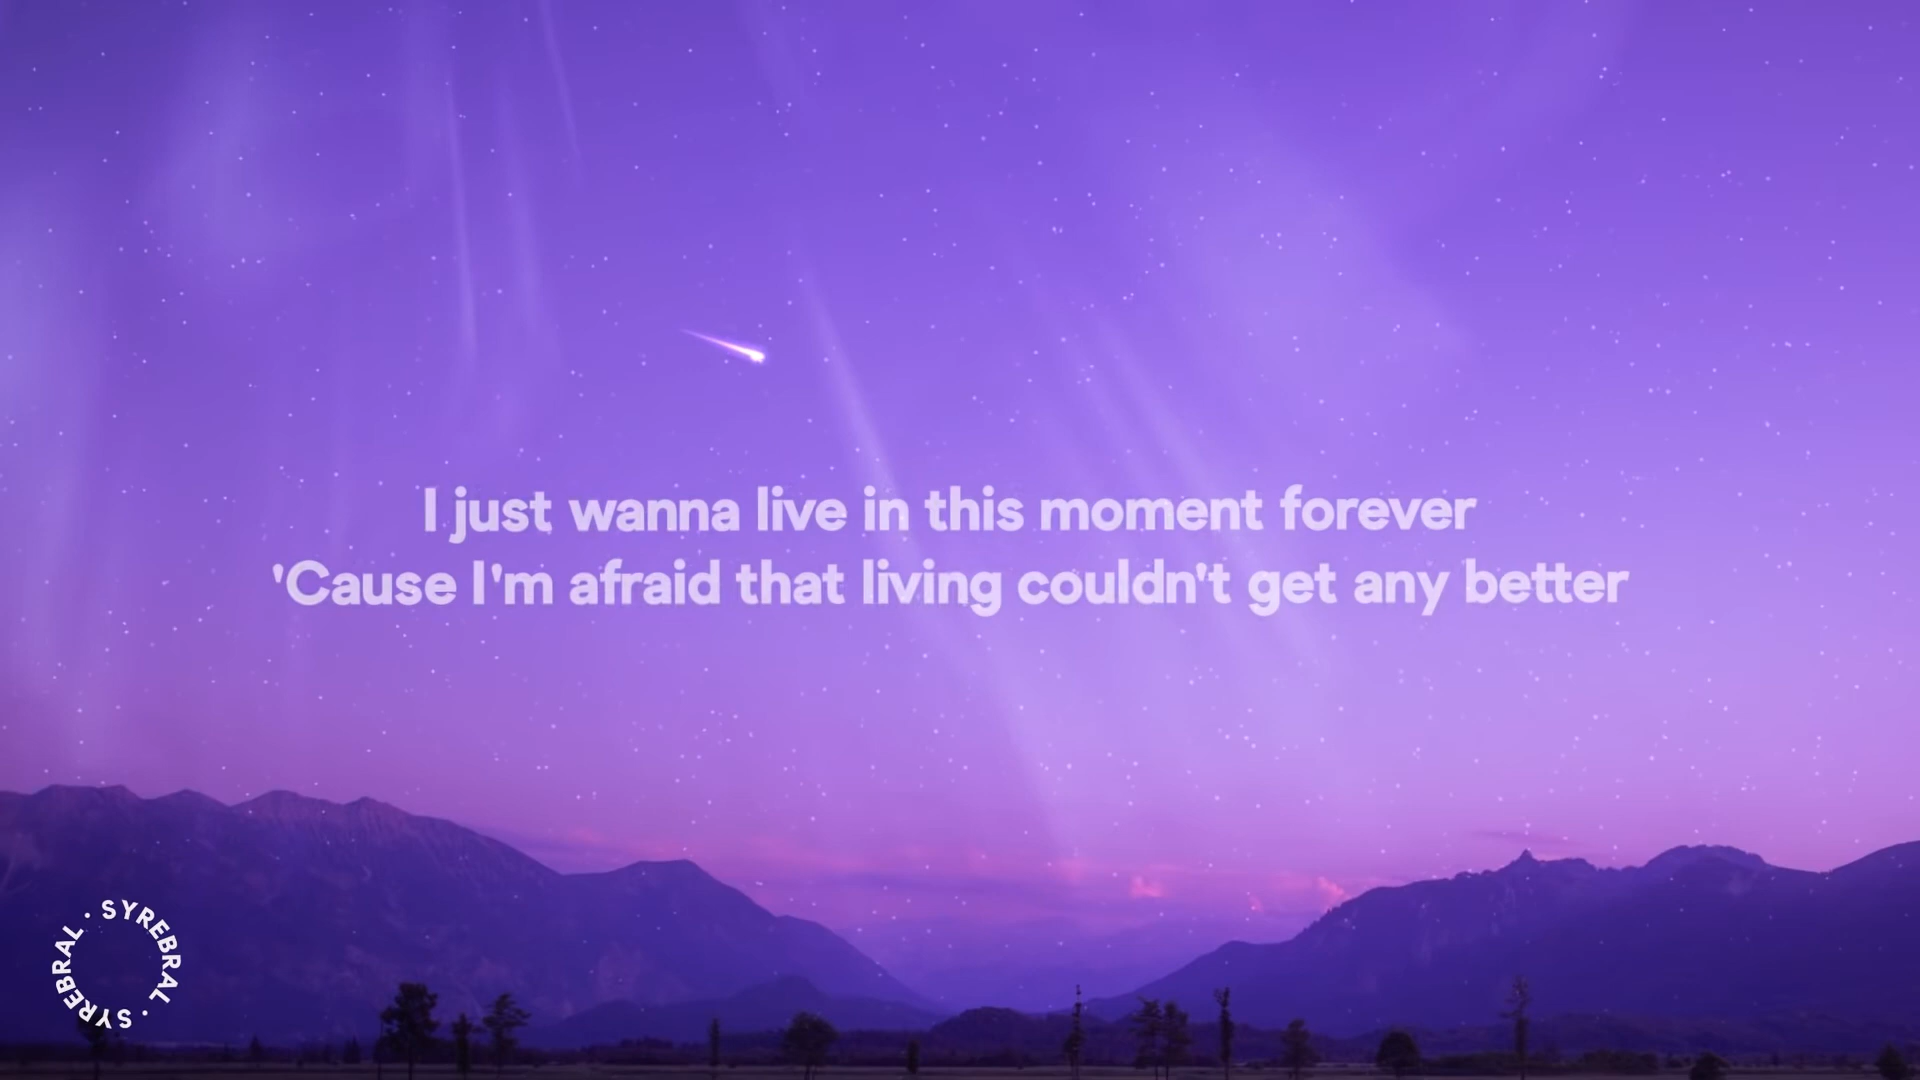 I just wanna live in this moment forever
'Cause I'm afraid that living couldn't get any better
SYREBRAL · SYREBRAL ·